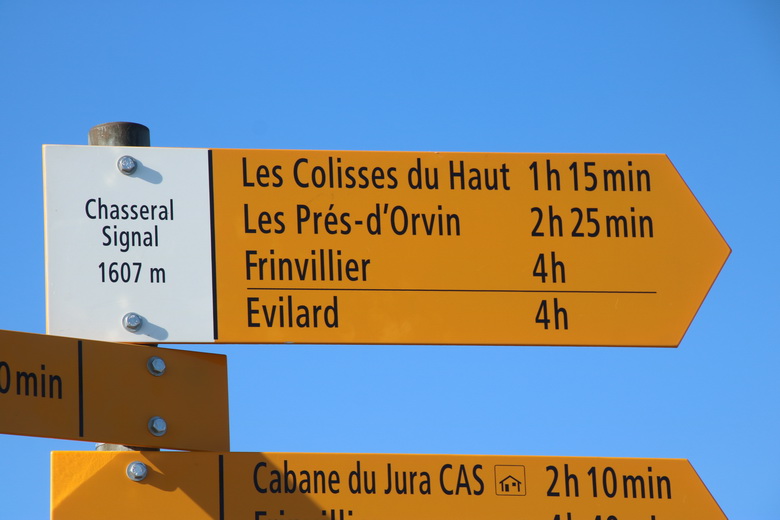 Chasseral
Signal
1607 m
Les Colisses du Haut 1h 15min
Les Prés-d'Orvin 2h 25min
Frinvillier 4h
Evilard 4h
min
Cabane du Jura CAS 2h 10min